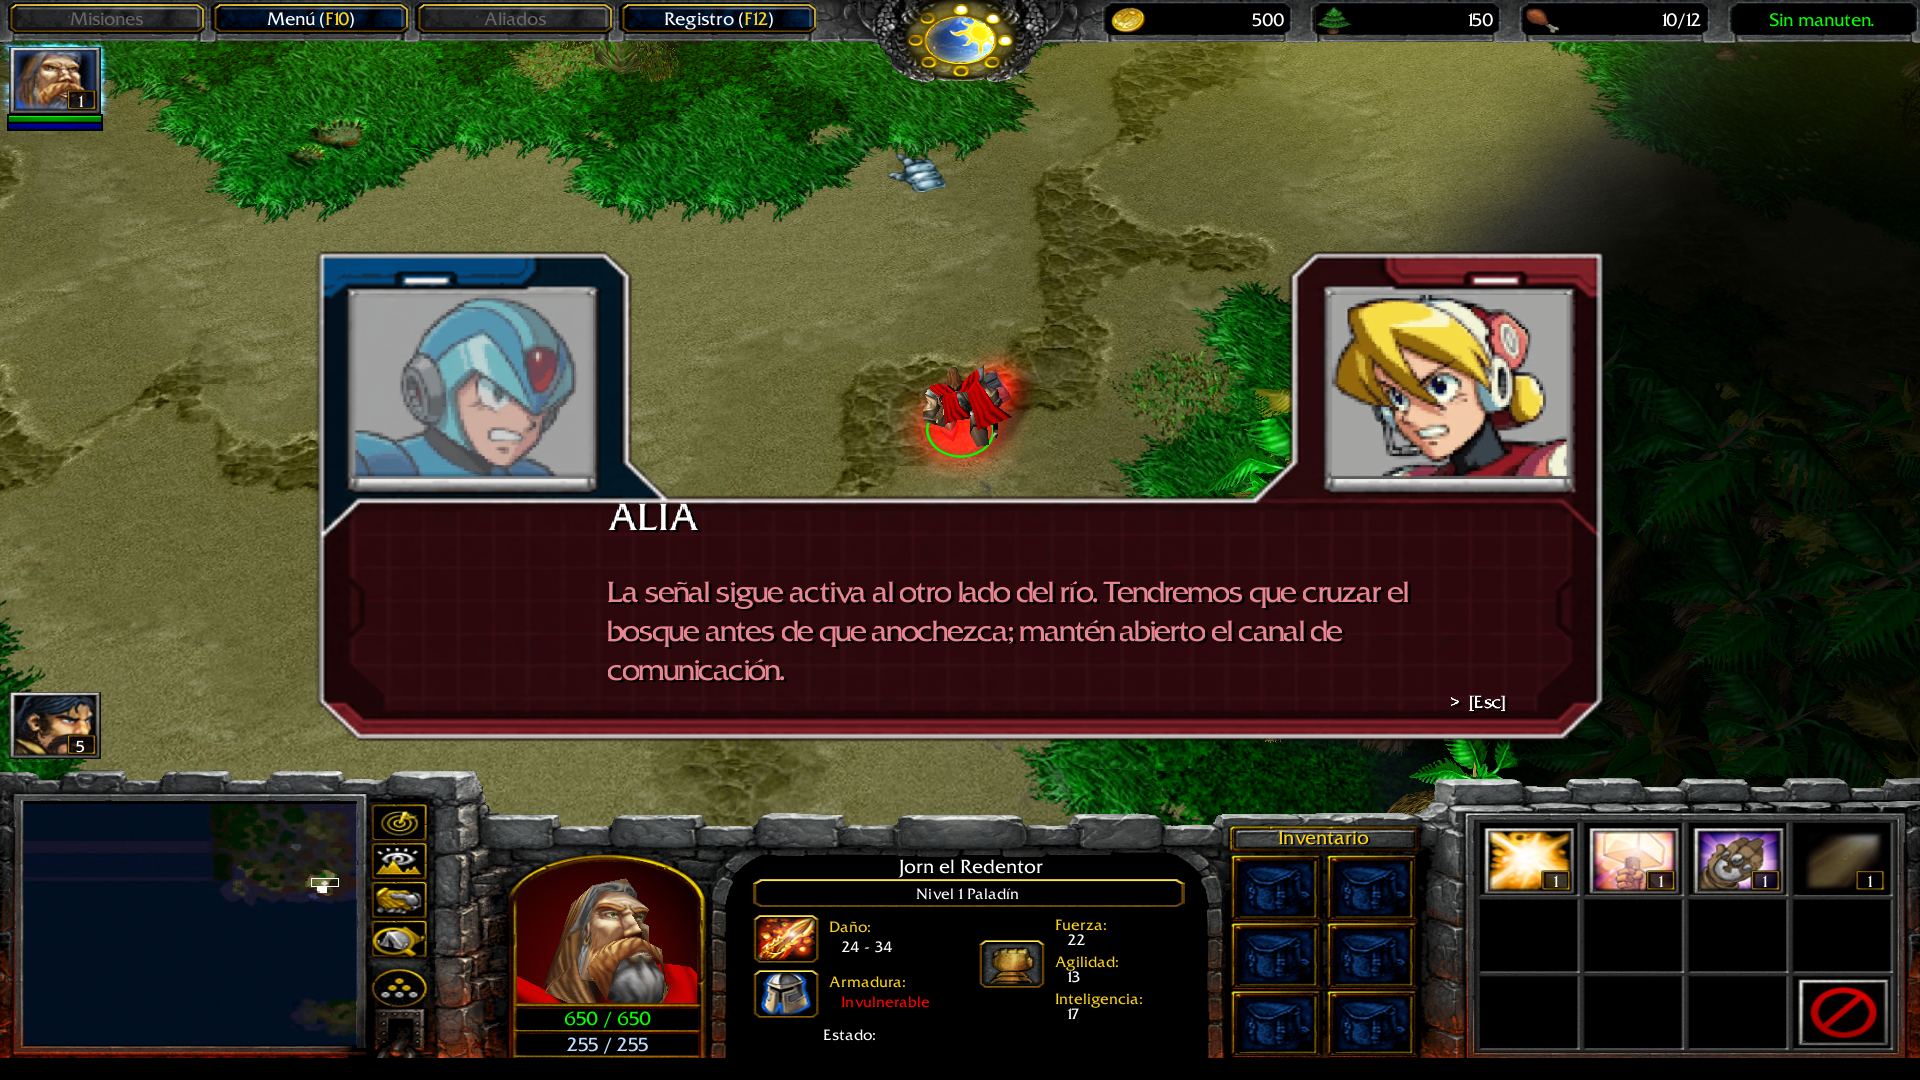 Misiones
Menú (F10)
Aliados
Registro (F12)
500
150
10/12
Sin manuten.
1
ALIA
La señal sigue activa al otro lado del río. Tendremos que cruzar el
bosque antes de que anochezca; mantén abierto el canal de
comunicación.
> [Esc]
5
Jorn el Redentor
Nivel 1 Paladín
Daño:
24 - 34
Armadura:
Invulnerable
Estado:
Fuerza:
22
Agilidad:
13
Inteligencia:
17
650 / 650
255 / 255
Inventario
1
1
1
1